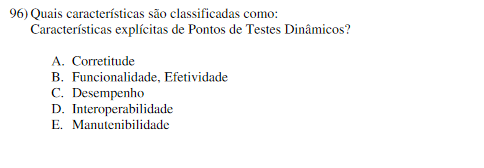 96) Quais características são classificadas como:
Características explícitas de Pontos de Testes Dinâmicos?
A. Corretitude
B. Funcionalidade, Efetividade
C. Desempenho
D. Interoperabilidade
E. Manutenibilidade